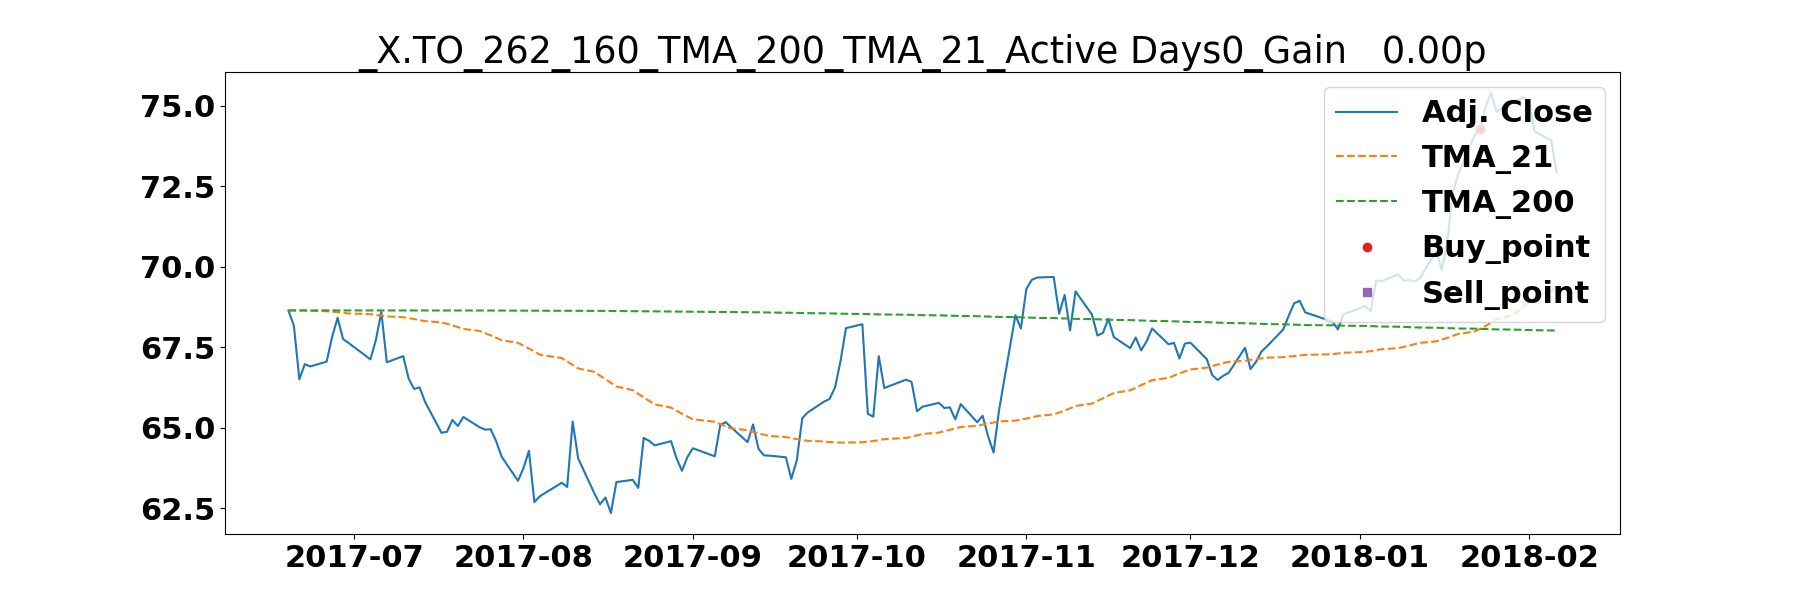 _X.TO_262_160_TMA_200_TMA_21_Active Days0_Gain   0.00p
75.0
72.5
70.0
67.5
65.0
62.5
Adj. Close
TMA_21
TMA_200
Buy_point
Sell_point
2017-07 2017-08 2017-09 2017-10 2017-11 2017-12 2018-01 2018-02